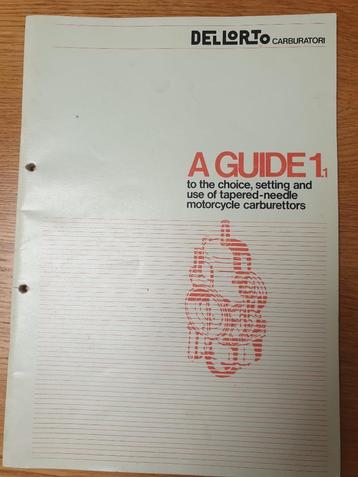 DELLORTO CARBURATORI
A GUIDE 1.1
to the choice, setting and
use of tapered-needle
motorcycle carburettors